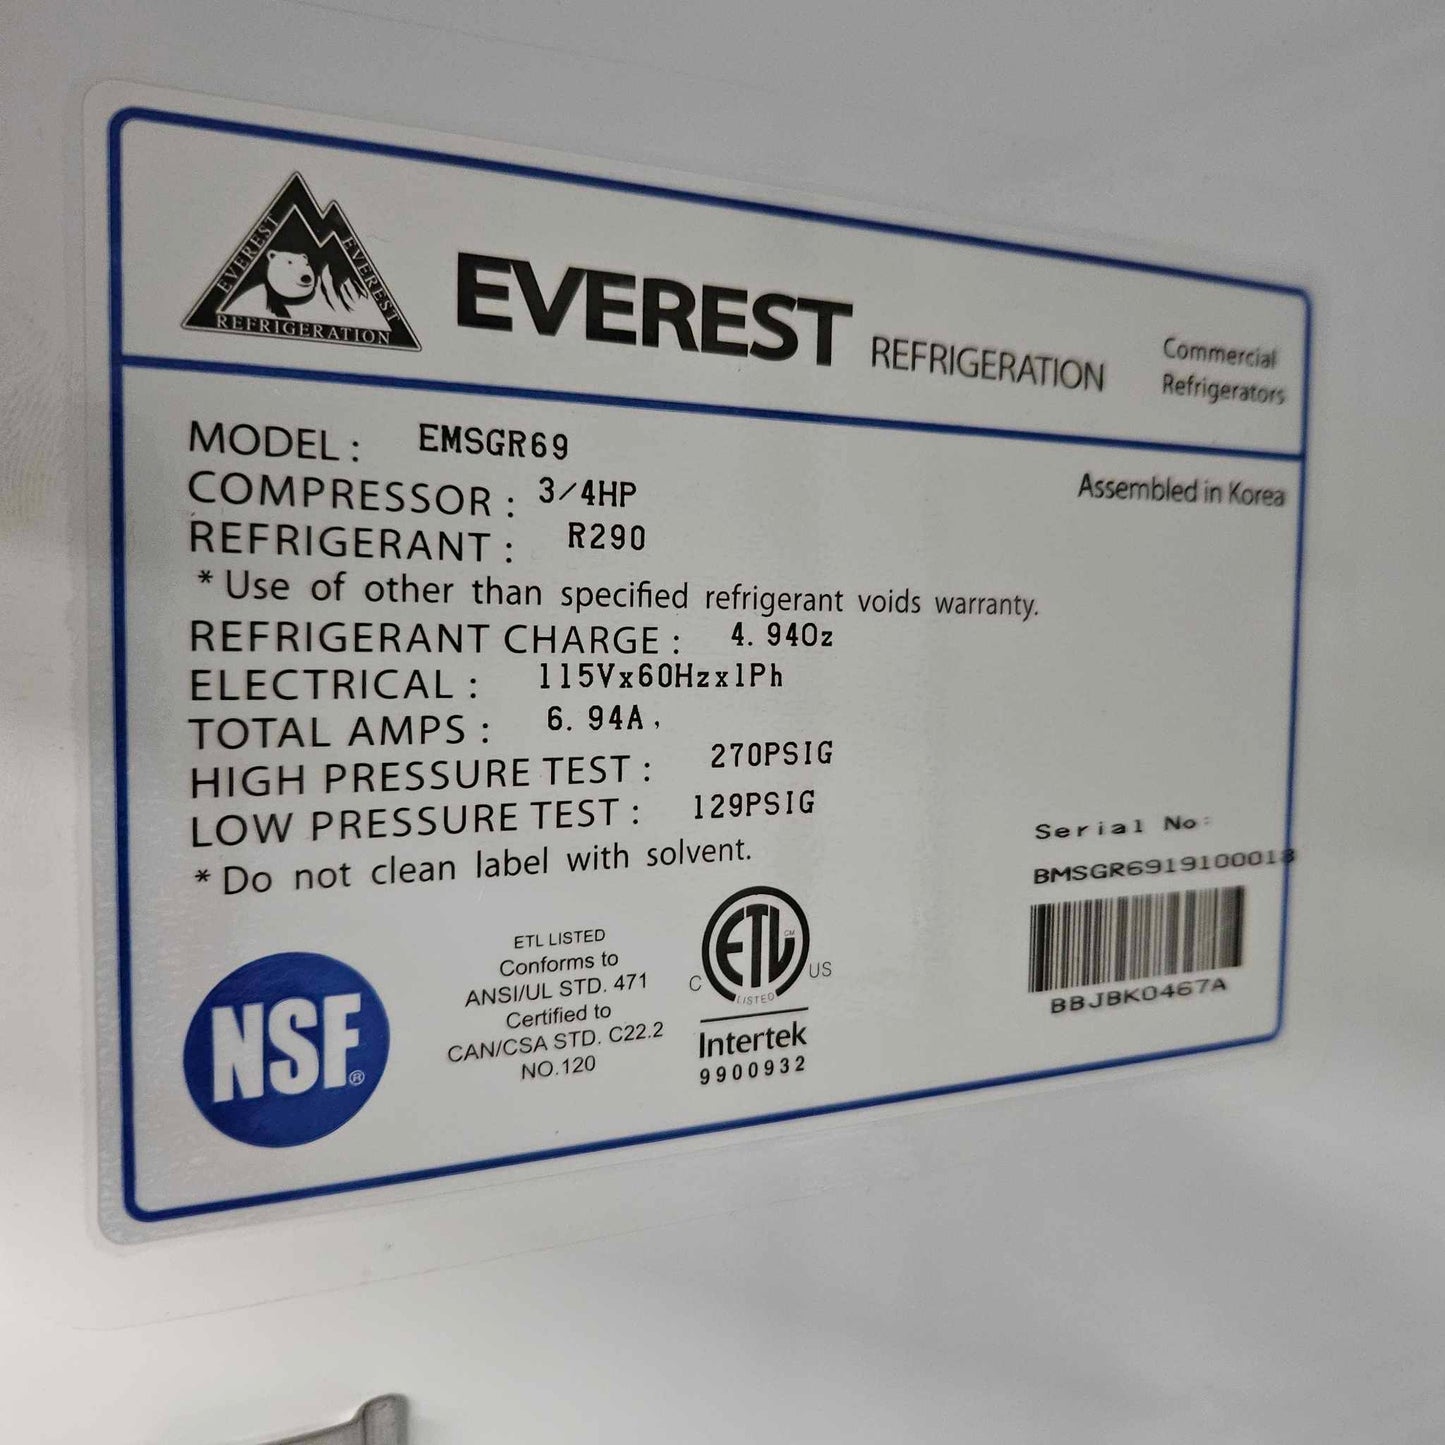 EVEREST EVEREST
REFRIGERATION
EVEREST REFRIGERATION
Commercial
Refrigerators
MODEL : EMSGR69
Assembled in Korea
COMPRESSOR : 3/4HP
REFRIGERANT : R290
* Use of other than specified refrigerant voids warranty.
REFRIGERANT CHARGE : 4.94Oz
ELECTRICAL : 115Vx60Hzx1Ph
TOTAL AMPS : 6.94A,
HIGH PRESSURE TEST : 270PSIG
LOW PRESSURE TEST : 129PSIG
* Do not clean label with solvent.
Serial No:
BMSGR6919100013
BBJBK0467A
NSF®
ETL LISTED
Conforms to
ANSI/UL STD. 471
Certified to
CAN/CSA STD. C22.2
NO.120
ETL CM
LISTED
C US
Intertek
9900932